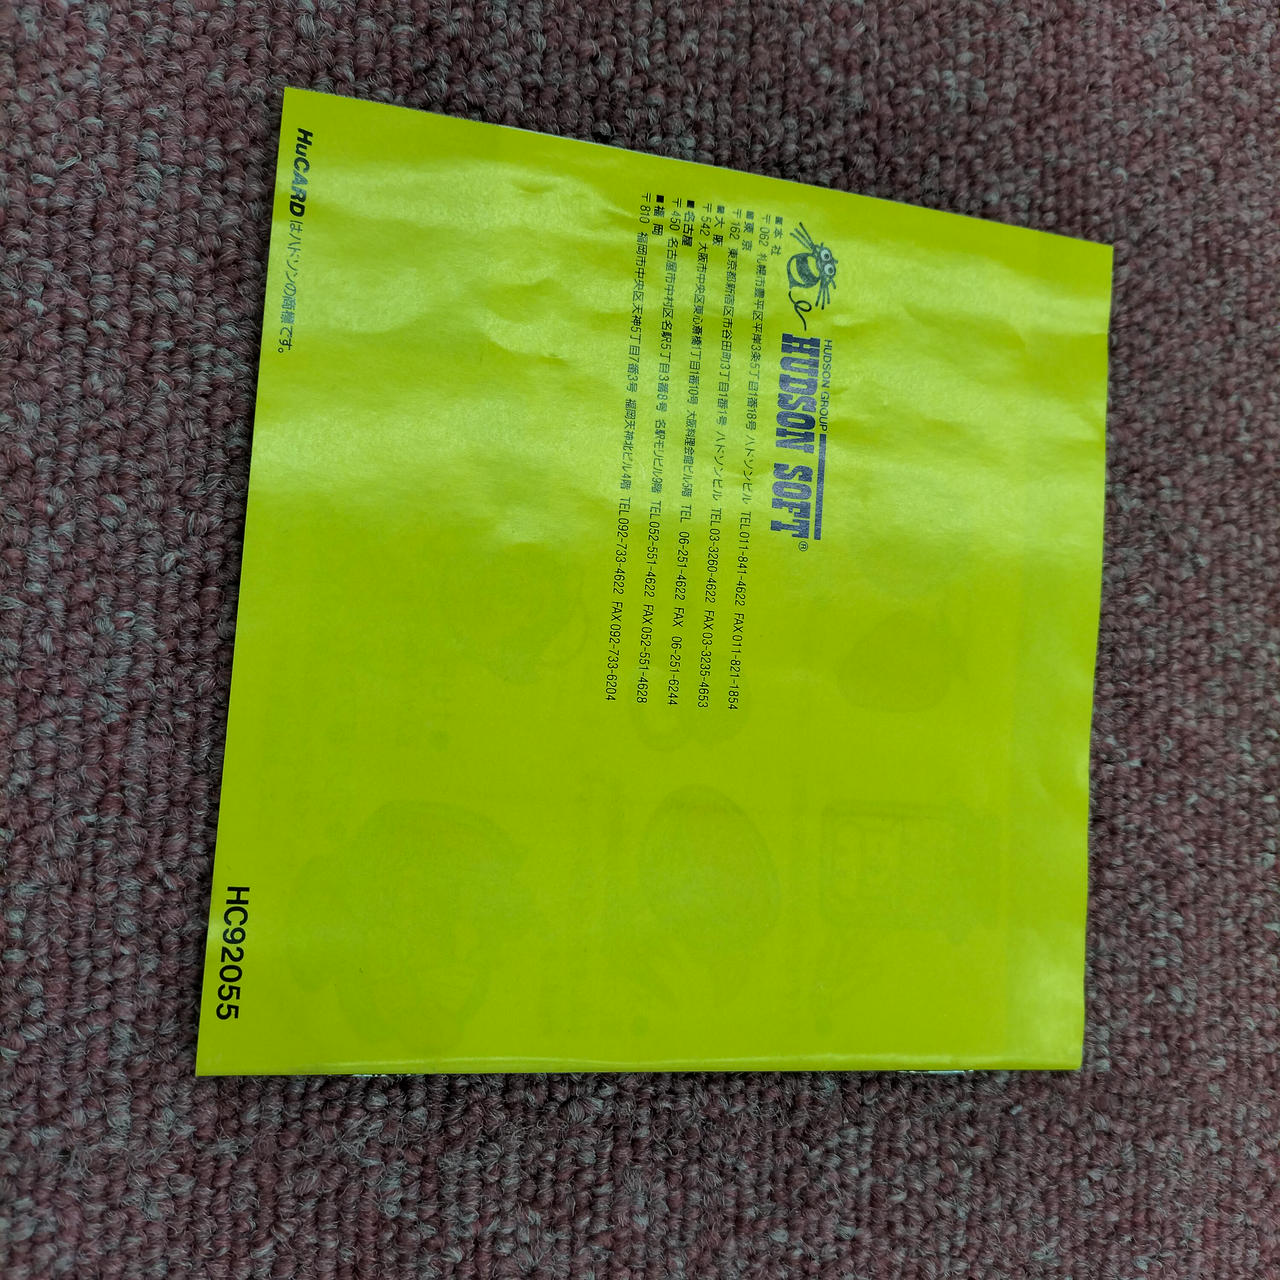 HUDSON GROUP
HUDSON SOFT®
■本 社
〒062 札幌市豊平区平岸3条5丁目1番18号 ハドソンビル TEL011-841-4622 FAX011-821-1854
■東 京
〒162 東京都新宿区市谷田町3丁目1番1号 ハドソンビル TEL03-3260-4622 FAX03-3235-4653
■大 阪
〒542 大阪市中央区東心斎橋1丁目1番10号 大阪料理会館ビル5階 TEL 06-251-4622 FAX 06-251-6244
■名古屋
〒450 名古屋市中村区名駅5丁目3番8号 名駅モリビル9階 TEL052-551-4622 FAX052-551-4628
■福 岡
〒810 福岡市中央区天神5丁目7番3号 福岡天神北ビル4階 TEL092-733-4622 FAX092-733-6204
HuCARDはハドソンの商標です。
HC92055